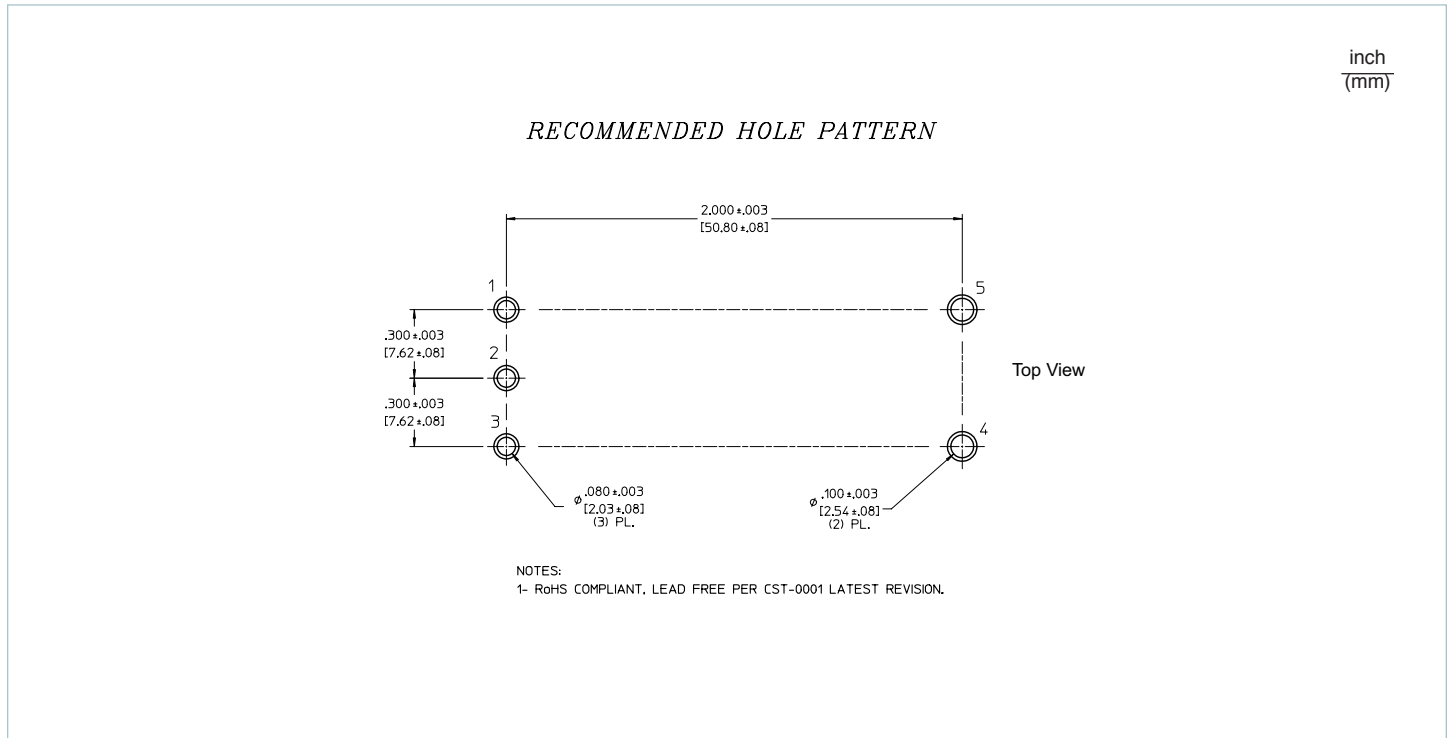 inch
(mm)
RECOMMENDED HOLE PATTERN
2.000±.003
[50.80±.08]
1
5
.300±.003
[7.62±.08]
2
Top View
.300±.003
[7.62±.08]
3
4
ø.080±.003
[2.03±.08]
(3) PL.
ø.100±.003
[2.54±.08]
(2) PL.
NOTES:
1- RoHS COMPLIANT, LEAD FREE PER CST-0001 LATEST REVISION.